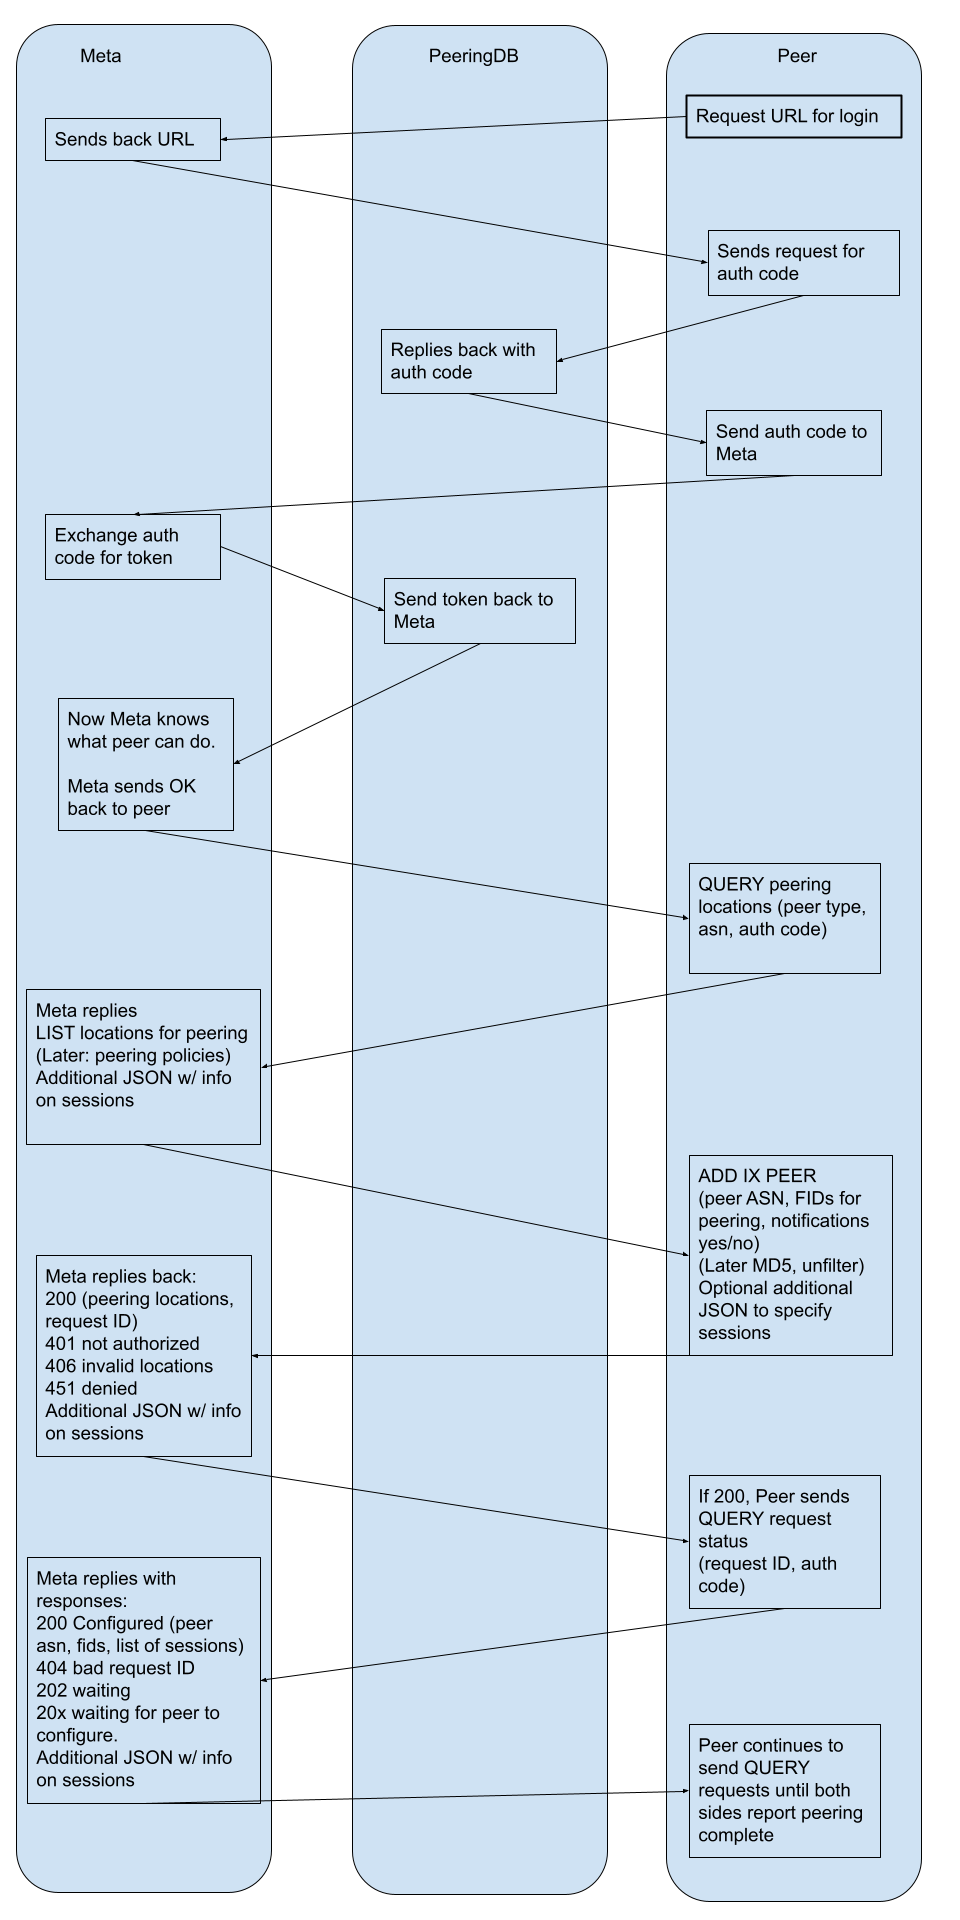 Meta
PeeringDB
Peer
Request URL for login
Sends back URL
Sends request for
auth code
Replies back with
auth code
Send auth code to
Meta
Exchange auth
code for token
Send token back to
Meta
Now Meta knows
what peer can do.
Meta sends OK
back to peer
QUERY peering
locations (peer type,
asn, auth code)
Meta replies
LIST locations for peering
(Later: peering policies)
Additional JSON w/ info
on sessions
ADD IX PEER
(peer ASN, FIDs for
peering, notifications
yes/no)
(Later MD5, unfilter)
Optional additional
JSON to specify
sessions
Meta replies back:
200 (peering locations,
request ID)
401 not authorized
406 invalid locations
451 denied
Additional JSON w/ info
on sessions
If 200, Peer sends
QUERY request
status
(request ID, auth
code)
Meta replies with
responses:
200 Configured (peer
asn, fids, list of sessions)
404 bad request ID
202 waiting
20x waiting for peer to
configure.
Additional JSON w/ info
on sessions
Peer continues to
send QUERY
requests until both
sides report peering
complete